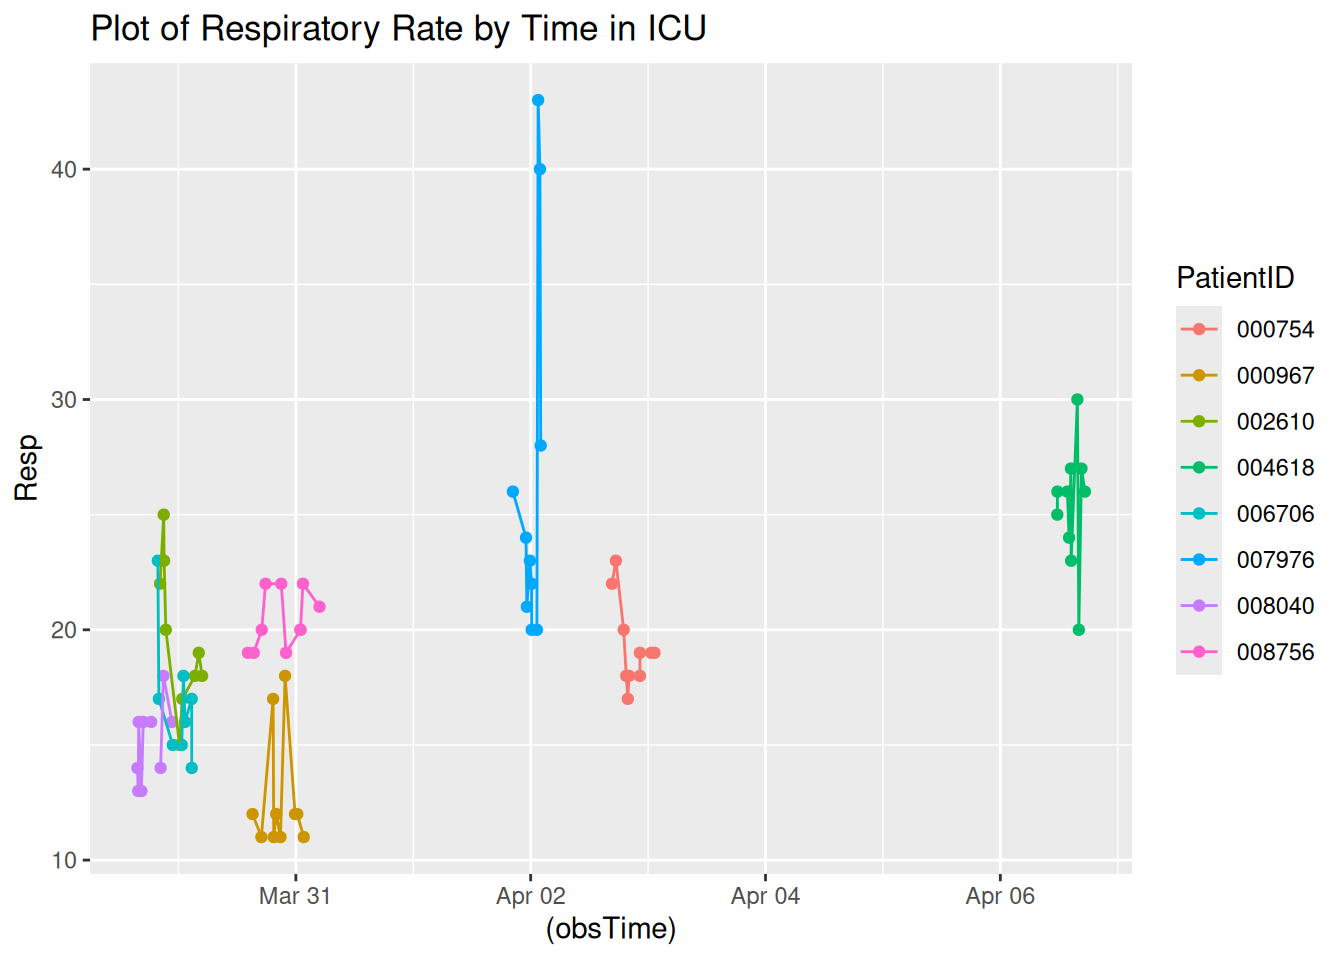 Plot of Respiratory Rate by Time in ICU
40
30
20
10
Resp
Mar 31
Apr 02
Apr 04
Apr 06
(obsTime)
PatientID
000754
000967
002610
004618
006706
007976
008040
008756